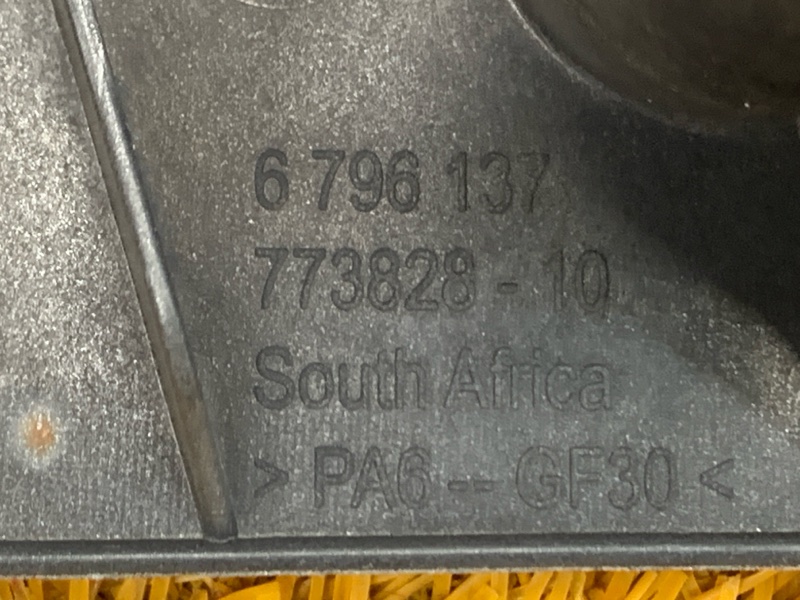 6 796 137
773828 - 10
South Africa
> PA6 -- GF30 <